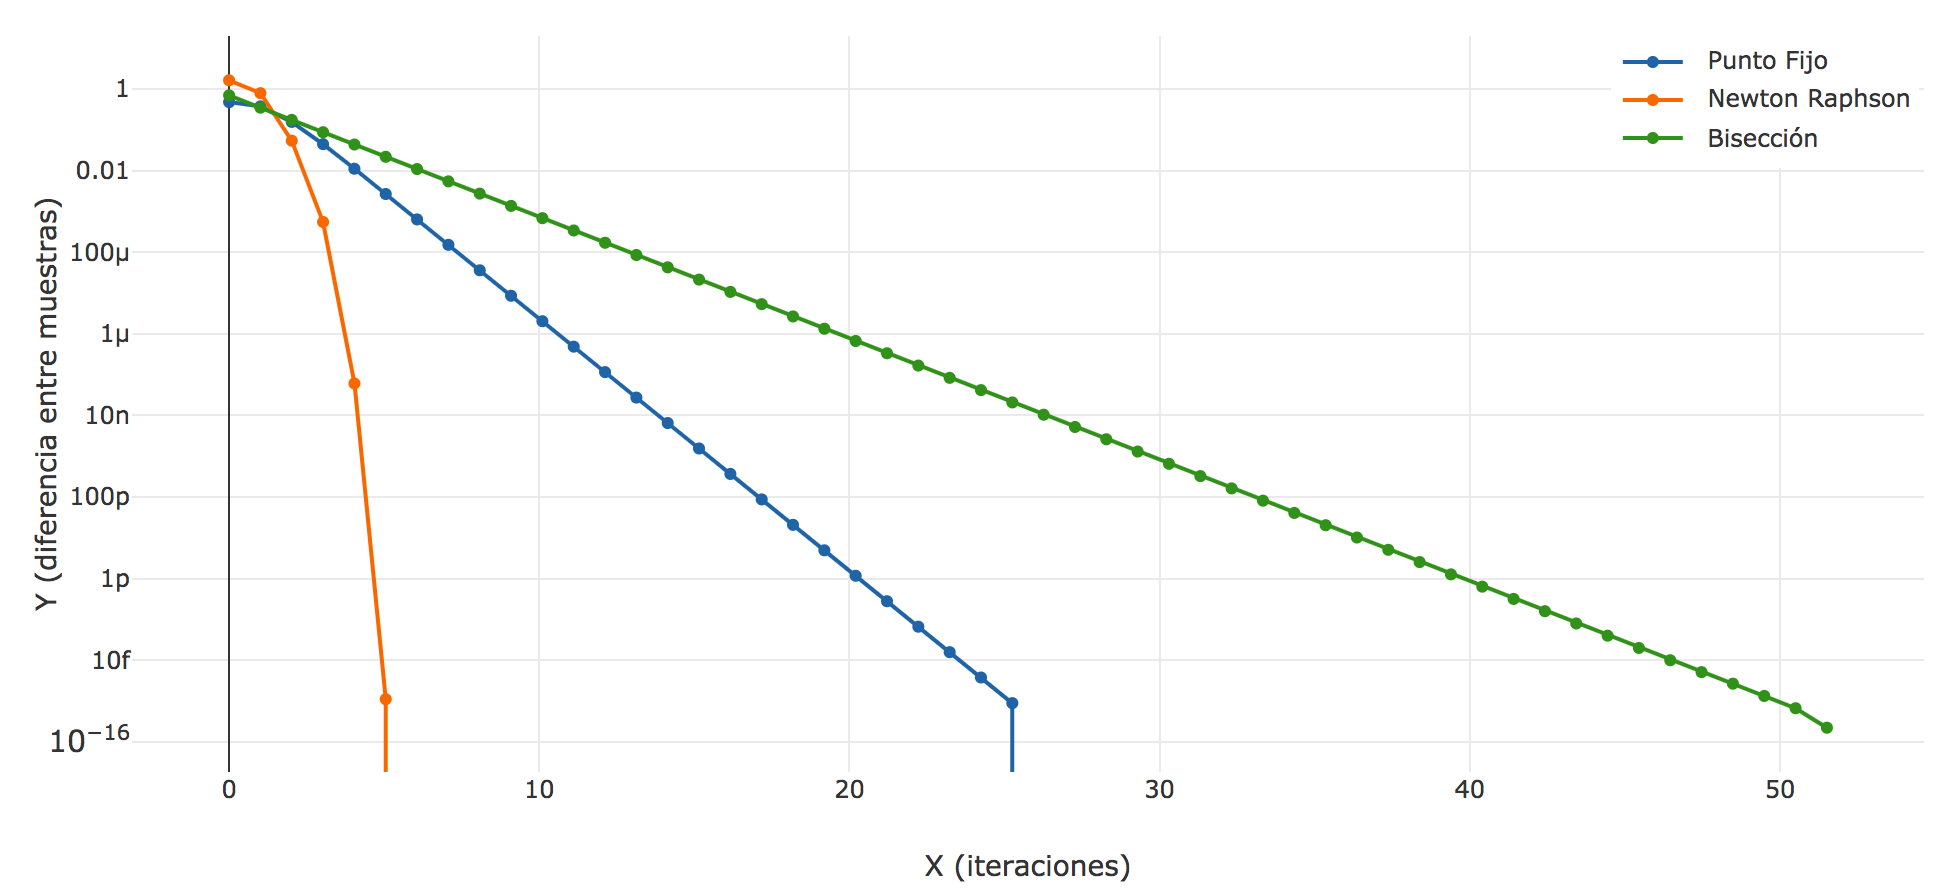 Punto Fijo
Newton Raphson
Bisección
Y (diferencia entre muestras)
1
0.01
100μ
1μ
10n
100p
1p
10f
10−16
0 10 20 30 40 50
X (iteraciones)